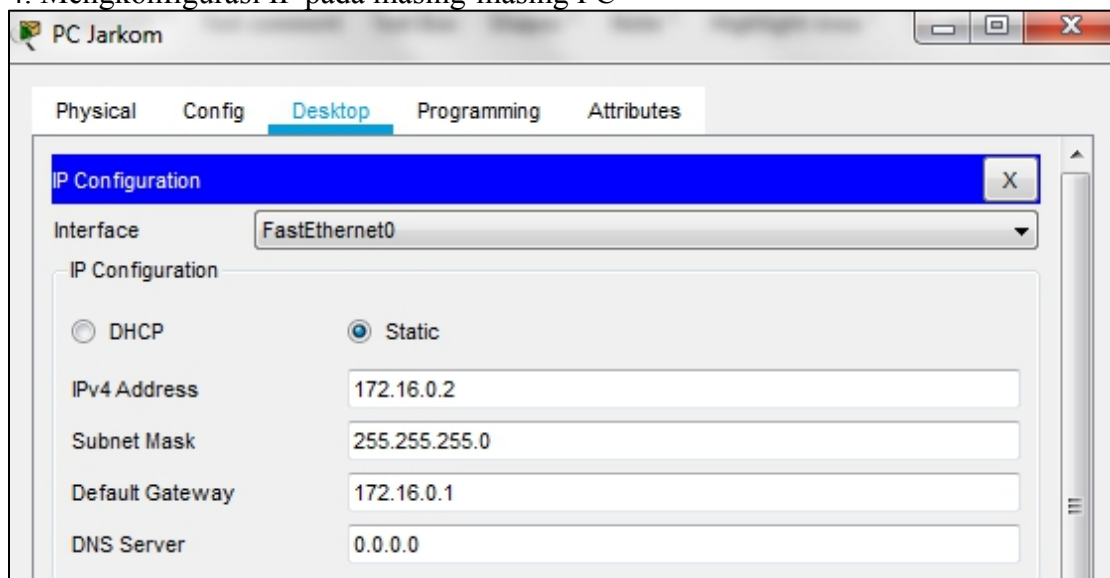 4. Mengkonfigurasi IP pada masing-masing PC
PC Jarkom
Physical Config Desktop Programming Attributes
IP Configuration X
Interface FastEthernet0
IP Configuration
DHCP Static
IPv4 Address 172.16.0.2
Subnet Mask 255.255.255.0
Default Gateway 172.16.0.1
DNS Server 0.0.0.0